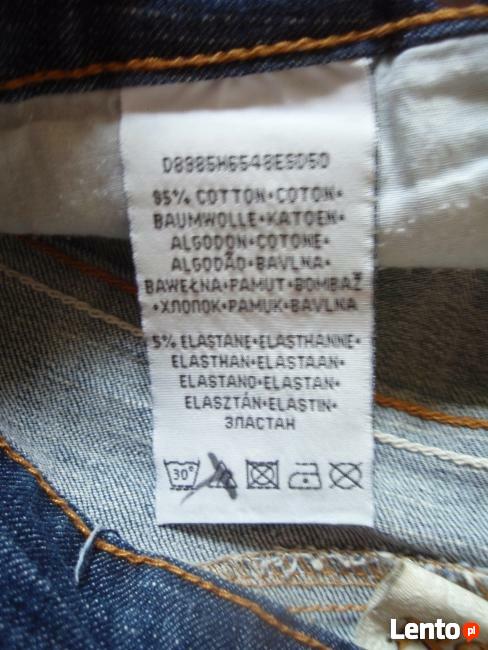 D8985H6548ESD50
95% COTTON•COTON•
BAUMWOLLE•KATOEN•
ALGODON•COTONE•
ALGODÃO•BAVLNA•
BAWEŁNA•PAMUT•BOMBAŽ
•ХЛОПОК•PAMUK•BAVLNA
5% ELASTANE•ELASTHANNE•
ELASTHAN•ELASTAAN•
ELASTANO•ELASTAN•
ELASZTÁN•ELASTIN•
ЭЛАСТАН
30°
Lento.pl